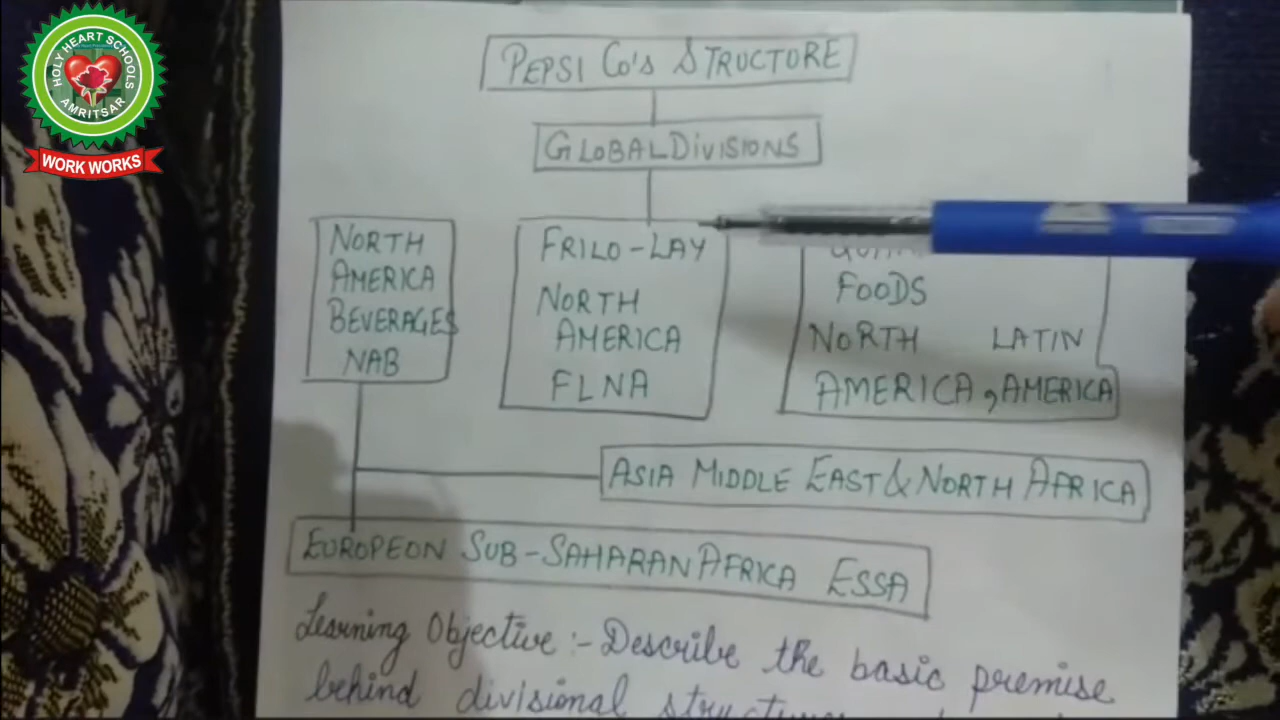 HOLY HEART SCHOOLS
AMRITSAR
WORK WORKS
PEPSI CO'S STRUCTORE
GLOBAL DIVISIONS
NORTH
AMERICA
BEVERAGES
NAB
FRILO-LAY
NORTH
AMERICA
FLNA
FOODS
NORTH LATIN
AMERICA, AMERICA
ASIA MIDDLE EAST & NORTH AFRICA
EUROPEON SUB-SAHARAN AFRICA ESSA
Learning Objective :- Describe the basic premise
behind divisional